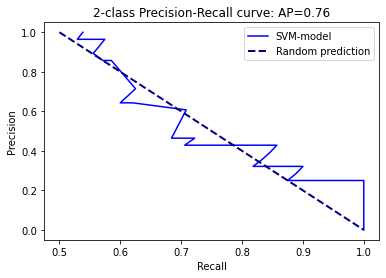 2-class Precision-Recall curve: AP=0.76
SVM-model
Random prediction
Precision
1.0
0.8
0.6
0.4
0.2
0.0
0.5 0.6 0.7 0.8 0.9 1.0
Recall